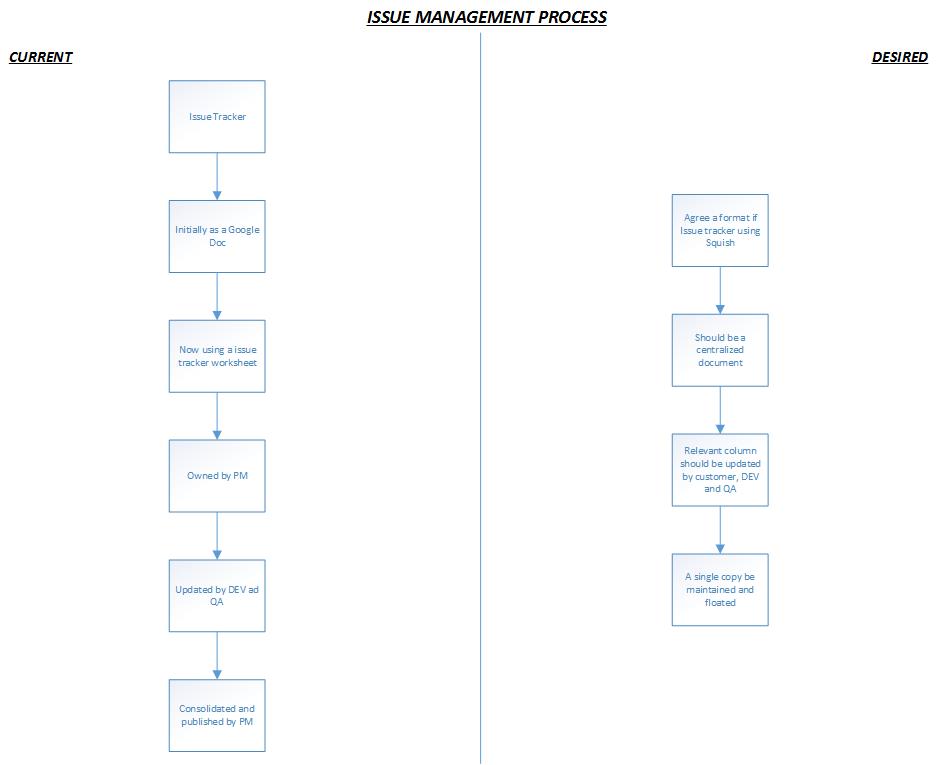 ISSUE MANAGEMENT PROCESS
CURRENT
Issue Tracker
Initially as a Google
Doc
Now using a issue
tracker worksheet
Owned by PM
Updated by DEV ad
QA
Consolidated and
published by PM
DESIRED
Agree a format if
Issue tracker using
Squish
Should be a
centralized
document
Relevant column
should be updated
by customer, DEV
and QA
A single copy be
maintained and
floated